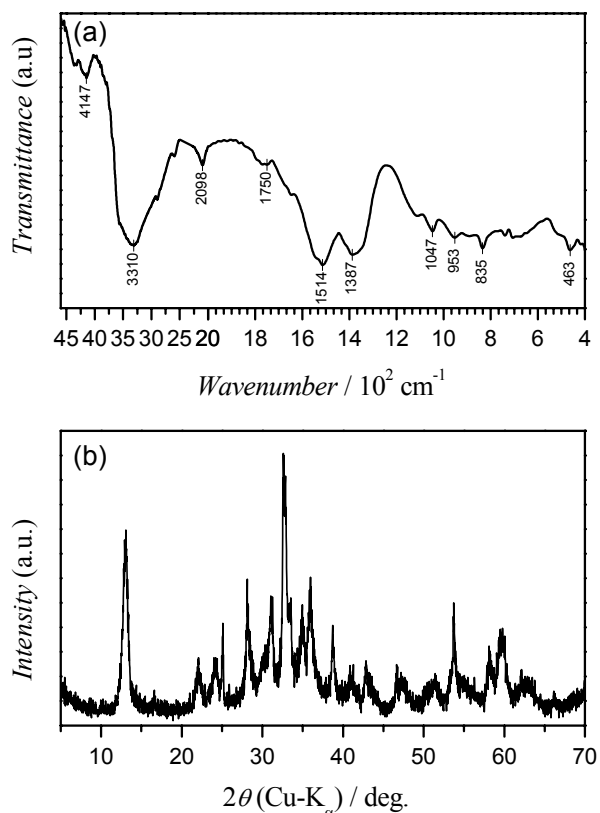 (a)
Transmittance (a.u)
4147
3310
2098
1750
1514
1387
1047
953
835
463
45 40 35 30 25 20 18 16 14 12 10 8 6 4
Wavenumber / 10² cm⁻¹
(b)
Intensity (a.u.)
10 20 30 40 50 60 70
2θ (Cu-Kα) / deg.